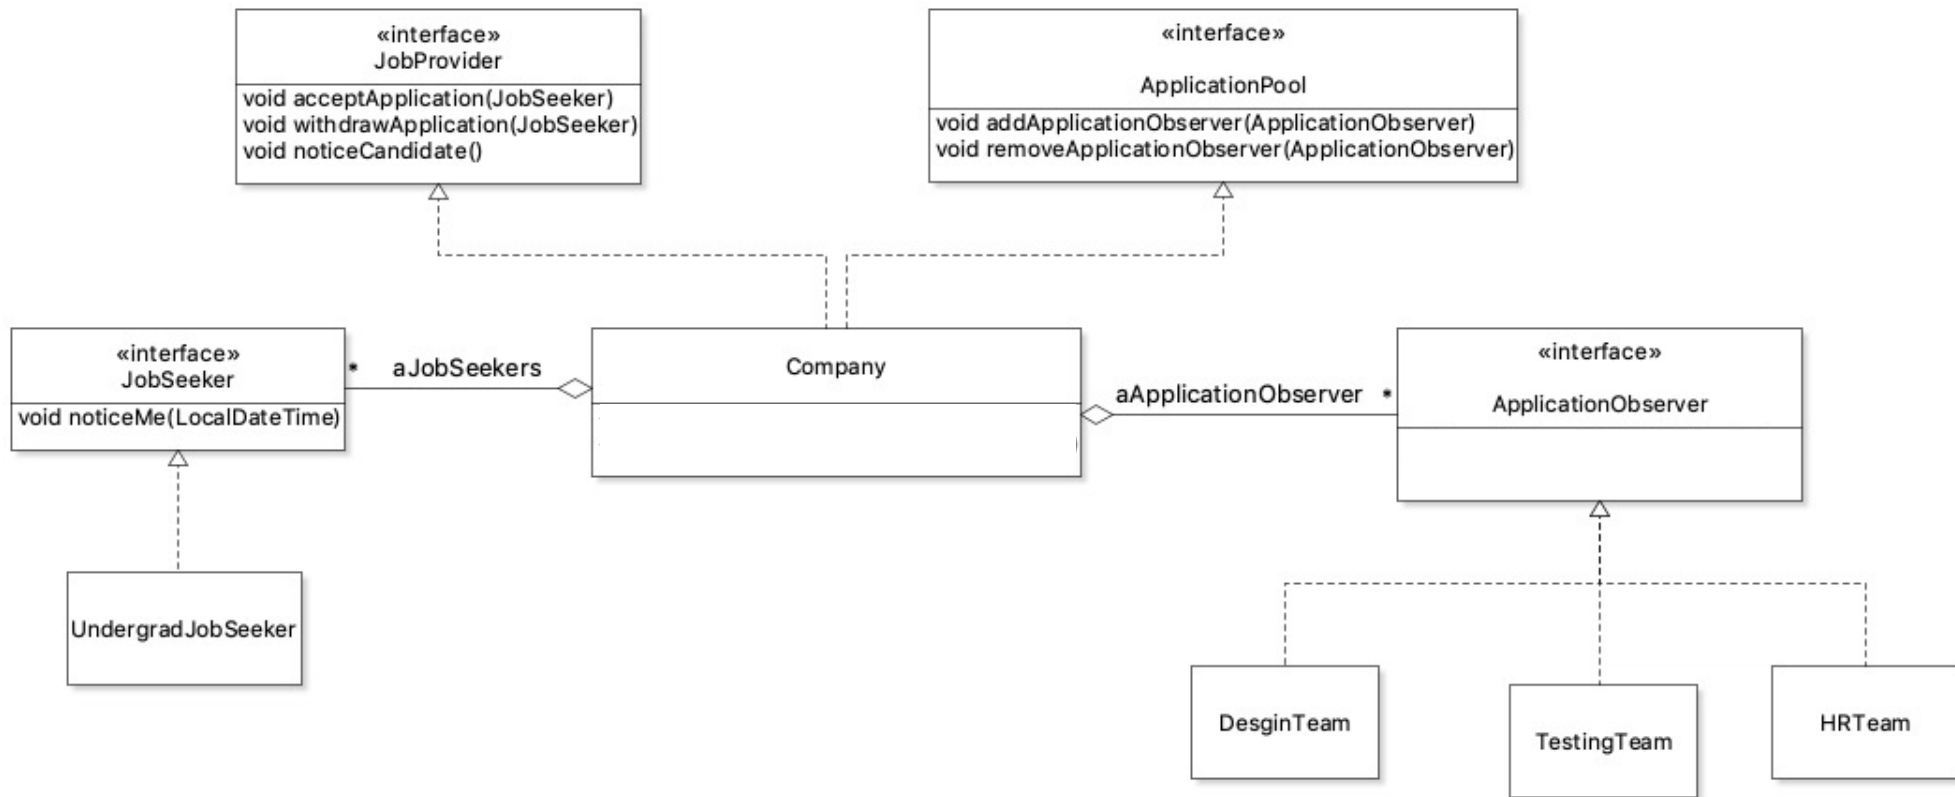 «interface»
JobProvider
void acceptApplication(JobSeeker)
void withdrawApplication(JobSeeker)
void noticeCandidate()
«interface»
ApplicationPool
void addApplicationObserver(ApplicationObserver)
void removeApplicationObserver(ApplicationObserver)
«interface»
JobSeeker
void noticeMe(LocalDateTime)
* aJobSeekers
Company
aApplicationObserver *
«interface»
ApplicationObserver
UndergradJobSeeker
DesginTeam
TestingTeam
HRTeam